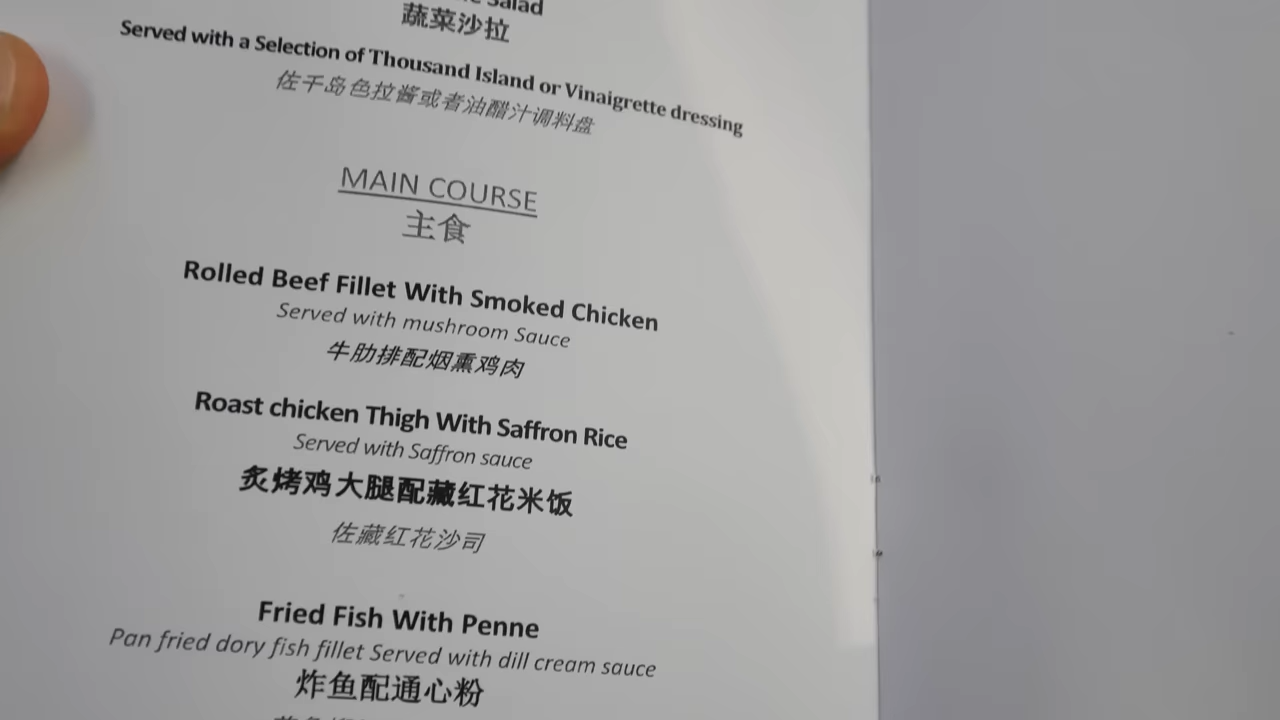 Salad
蔬菜沙拉
Served with a Selection of Thousand Island or Vinaigrette dressing
佐千岛色拉酱或者油醋汁调料盘
MAIN COURSE
主食
Rolled Beef Fillet With Smoked Chicken
Served with mushroom Sauce
牛肋排配烟熏鸡肉
Roast chicken Thigh With Saffron Rice
Served with Saffron sauce
炙烤鸡大腿配藏红花米饭
佐藏红花沙司
Fried Fish With Penne
Pan fried dory fish fillet Served with dill cream sauce
炸鱼配通心粉